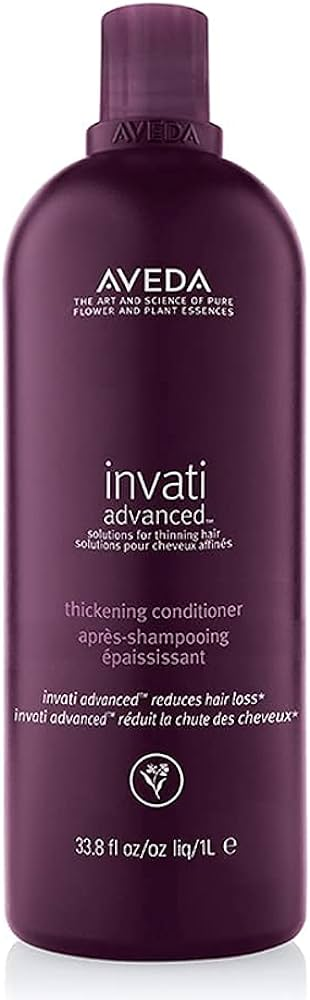 AVEDA
AVEDA
THE ART AND SCIENCE OF PURE
FLOWER AND PLANT ESSENCES
invati
advanced™
solutions for thinning hair
solutions pour cheveux affinés
thickening conditioner
après-shampooing
épaississant
invati advanced™ reduces hair loss*
invati advanced™ réduit la chute des cheveux*
33.8 fl oz/oz liq/1L e